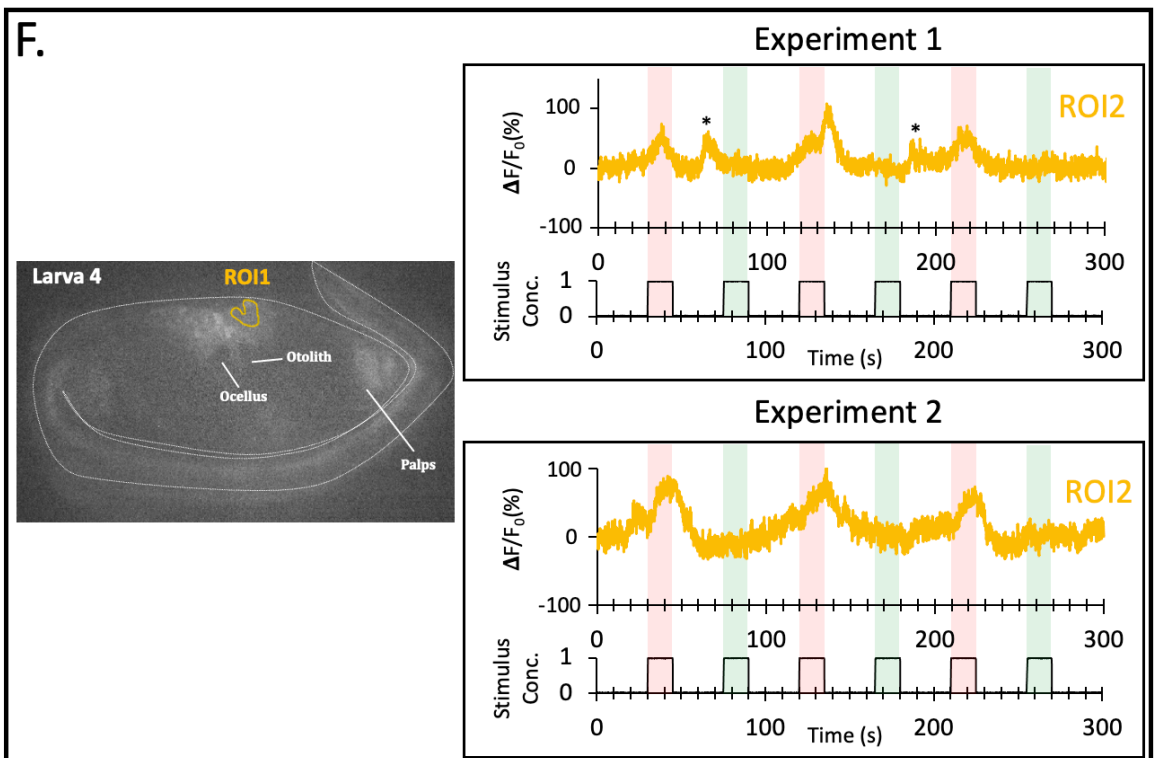 F.
Larva 4
ROI1
Otolith
Ocellus
Palps
Experiment 1
ROI2
ΔF/F₀(%)
100
0
-100
*
*
0 100 200 300
Stimulus
Conc.
1
0
0 100 200 300
Time (s)
Experiment 2
ROI2
ΔF/F₀(%)
100
0
-100
0 100 200 300
Stimulus
Conc.
1
0
0 100 200 300
Time (s)